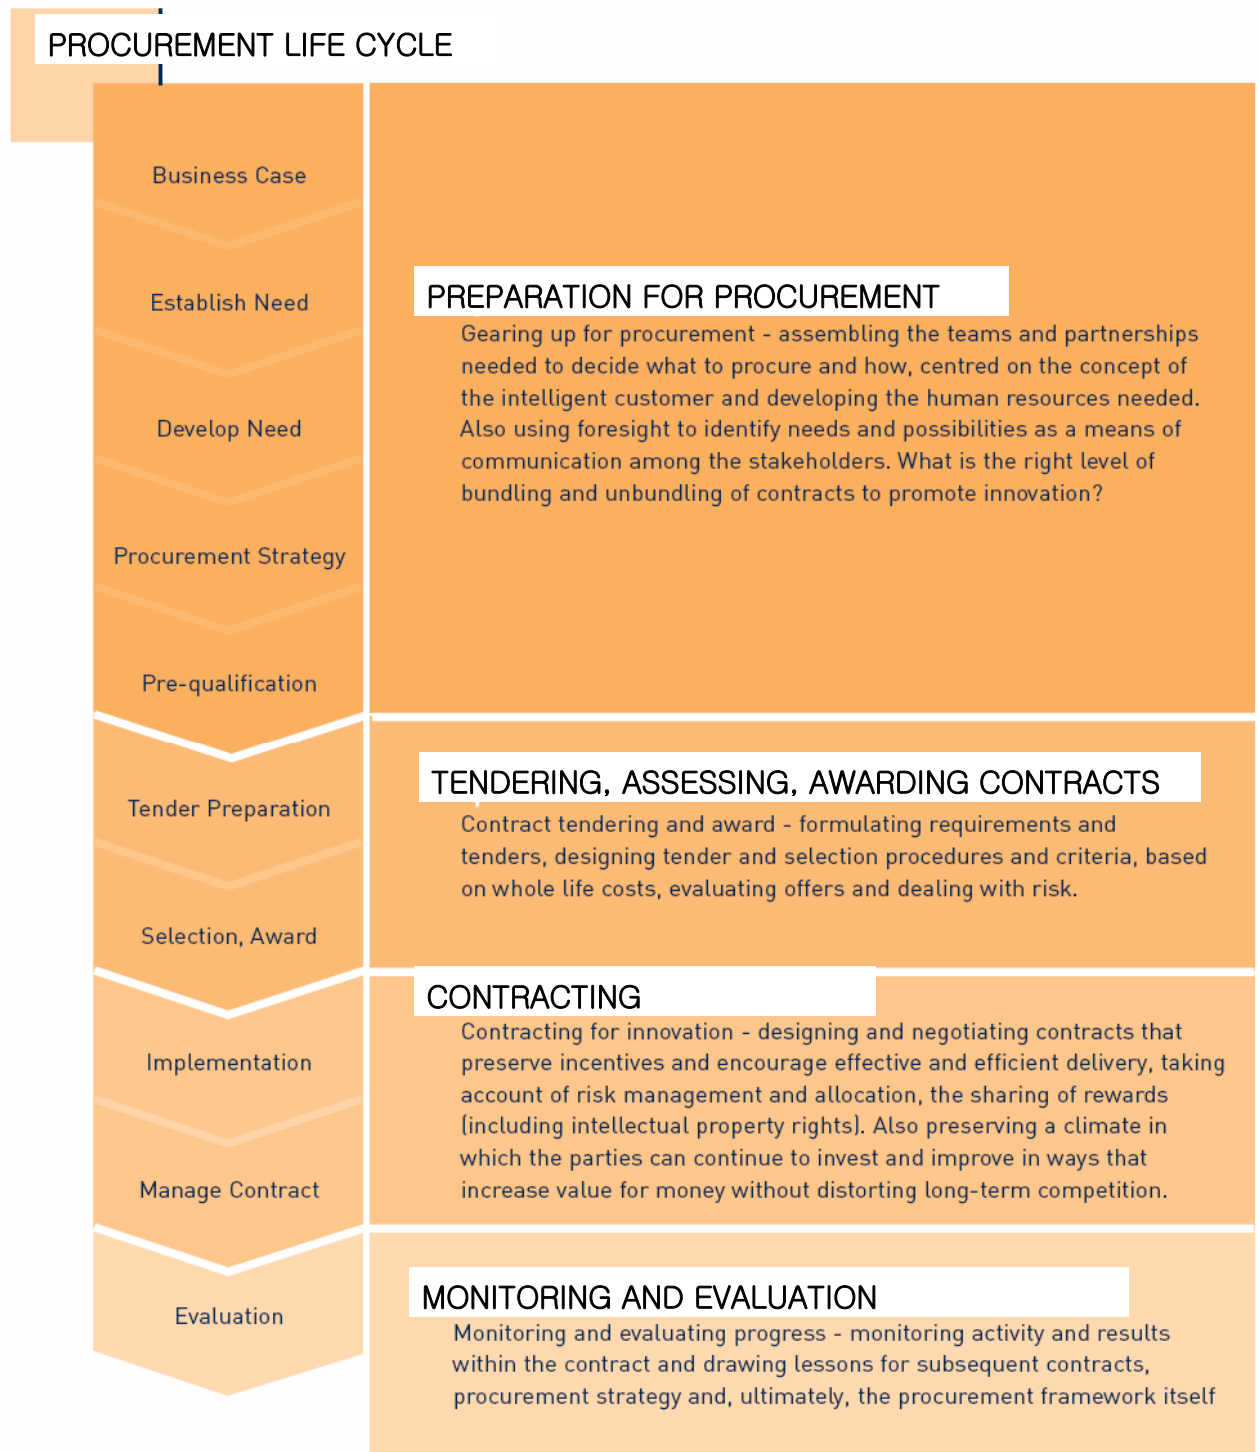 PROCUREMENT LIFE CYCLE
Business Case
Establish Need
Develop Need
Procurement Strategy
Pre-qualification
PREPARATION FOR PROCUREMENT
Gearing up for procurement - assembling the teams and partnerships
needed to decide what to procure and how, centred on the concept of
the intelligent customer and developing the human resources needed.
Also using foresight to identify needs and possibilities as a means of
communication among the stakeholders. What is the right level of
bundling and unbundling of contracts to promote innovation?
Tender Preparation
Selection, Award
TENDERING, ASSESSING, AWARDING CONTRACTS
Contract tendering and award - formulating requirements and
tenders, designing tender and selection procedures and criteria, based
on whole life costs, evaluating offers and dealing with risk.
Implementation
Manage Contract
CONTRACTING
Contracting for innovation - designing and negotiating contracts that
preserve incentives and encourage effective and efficient delivery, taking
account of risk management and allocation, the sharing of rewards
(including intellectual property rights). Also preserving a climate in
which the parties can continue to invest and improve in ways that
increase value for money without distorting long-term competition.
Evaluation
MONITORING AND EVALUATION
Monitoring and evaluating progress - monitoring activity and results
within the contract and drawing lessons for subsequent contracts,
procurement strategy and, ultimately, the procurement framework itself